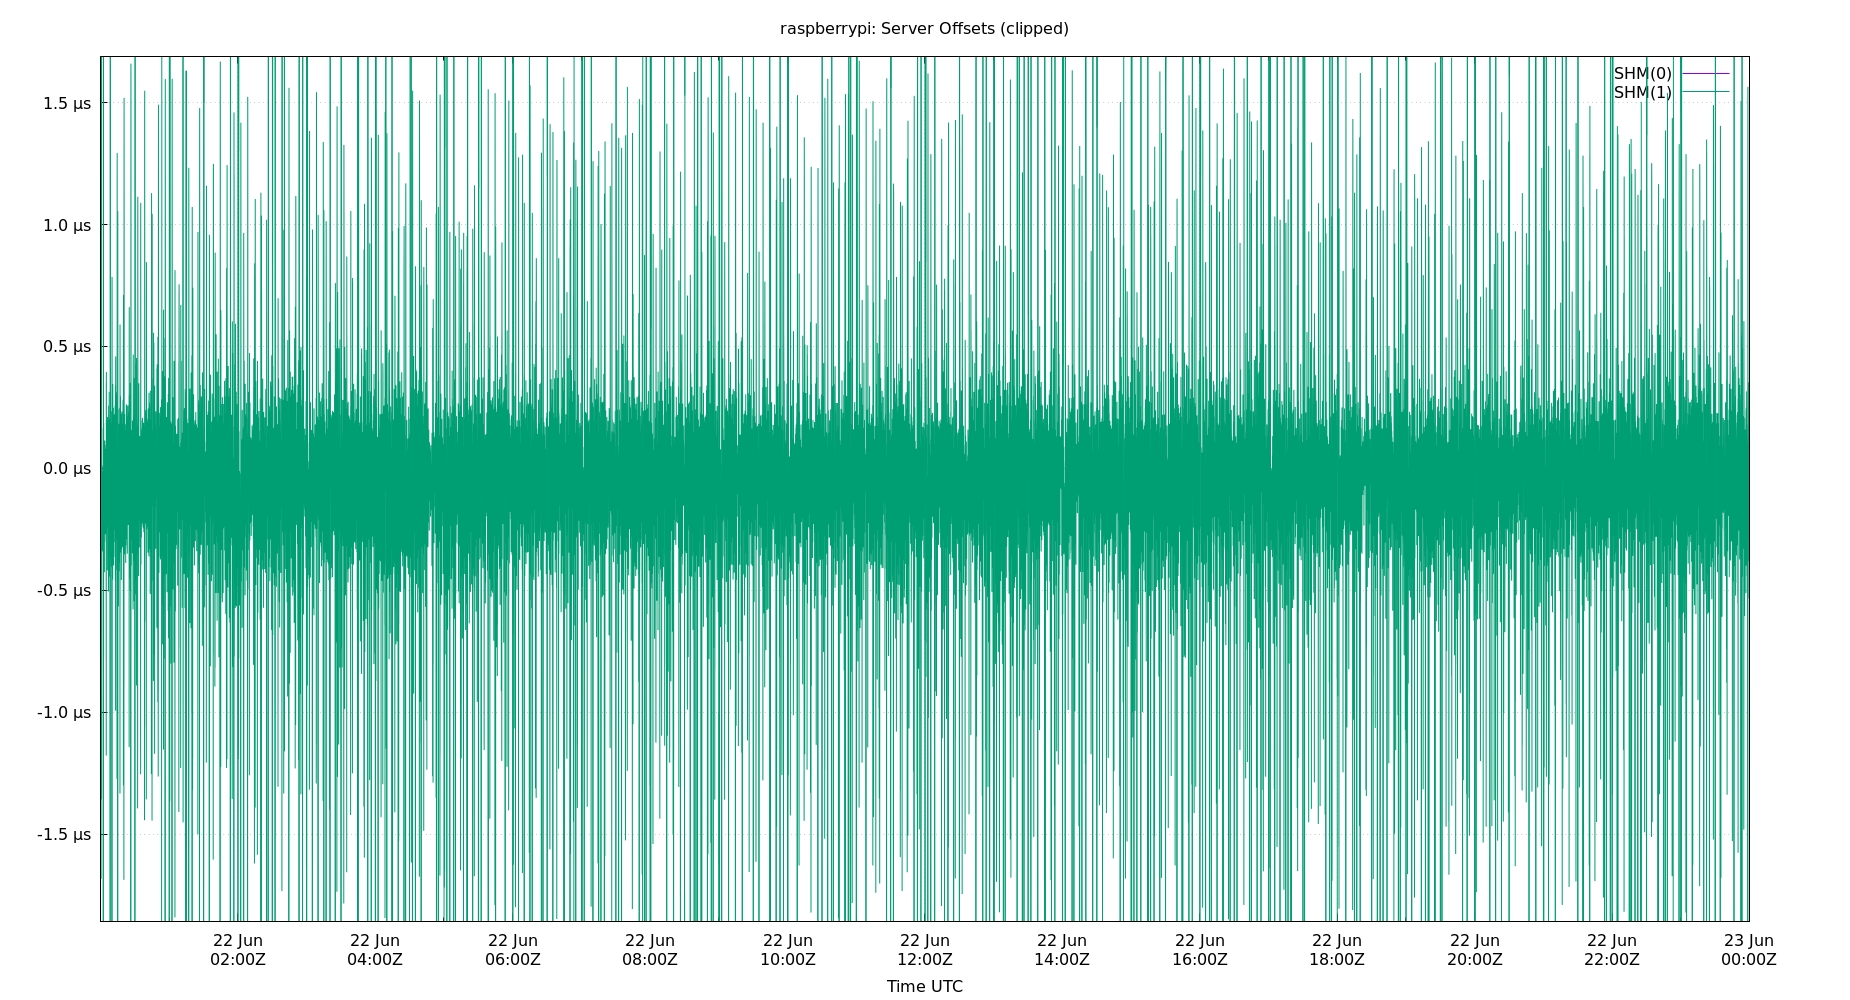 raspberrypi: Server Offsets (clipped)
SHM(0)
SHM(1)
1.5 µs
1.0 µs
0.5 µs
0.0 µs
-0.5 µs
-1.0 µs
-1.5 µs
22 Jun 22 Jun 22 Jun 22 Jun 22 Jun 22 Jun 22 Jun 22 Jun 22 Jun 22 Jun 22 Jun 23 Jun
02:00Z 04:00Z 06:00Z 08:00Z 10:00Z 12:00Z 14:00Z 16:00Z 18:00Z 20:00Z 22:00Z 00:00Z
Time UTC